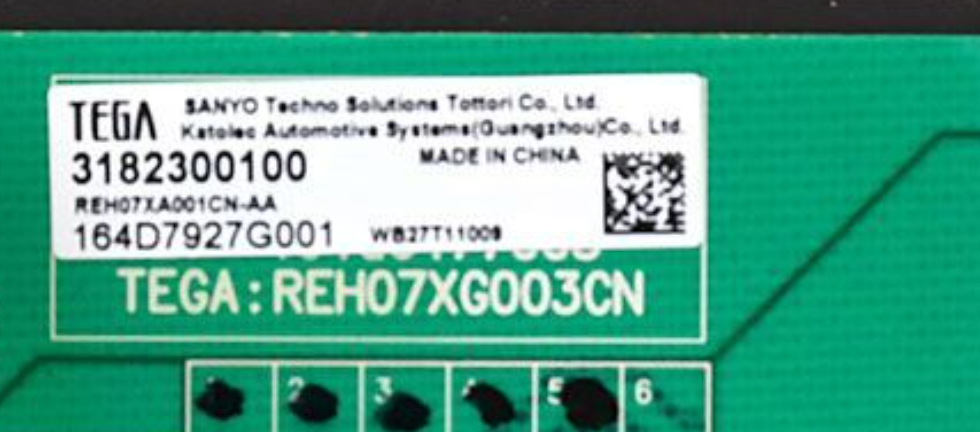 TEGA
SANYO Techno Solutions Tottori Co., Ltd.
Katolec Automotive Systems(Guangzhou)Co., Ltd.
3182300100
MADE IN CHINA
REH07XA001CN-AA
164D7927G001
WB27T11009
TEGA:REH07XG003CN
2 3 5 6